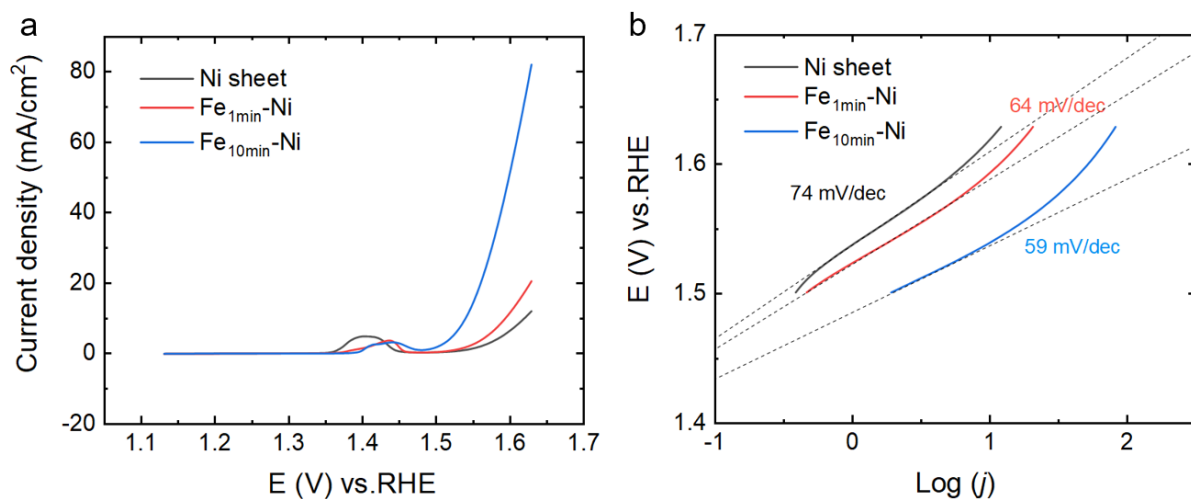 a
Current density (mA/cm²)
80
60
40
20
0
-20
Ni sheet
Fe₁ₘᵢₙ-Ni
Fe₁₀ₘᵢₙ-Ni
1.1 1.2 1.3 1.4 1.5 1.6 1.7
E (V) vs.RHE
b
E (V) vs.RHE
1.7
1.6
1.5
1.4
Ni sheet
Fe₁ₘᵢₙ-Ni
Fe₁₀ₘᵢₙ-Ni
64 mV/dec
74 mV/dec
59 mV/dec
-1 0 1 2
Log (j)